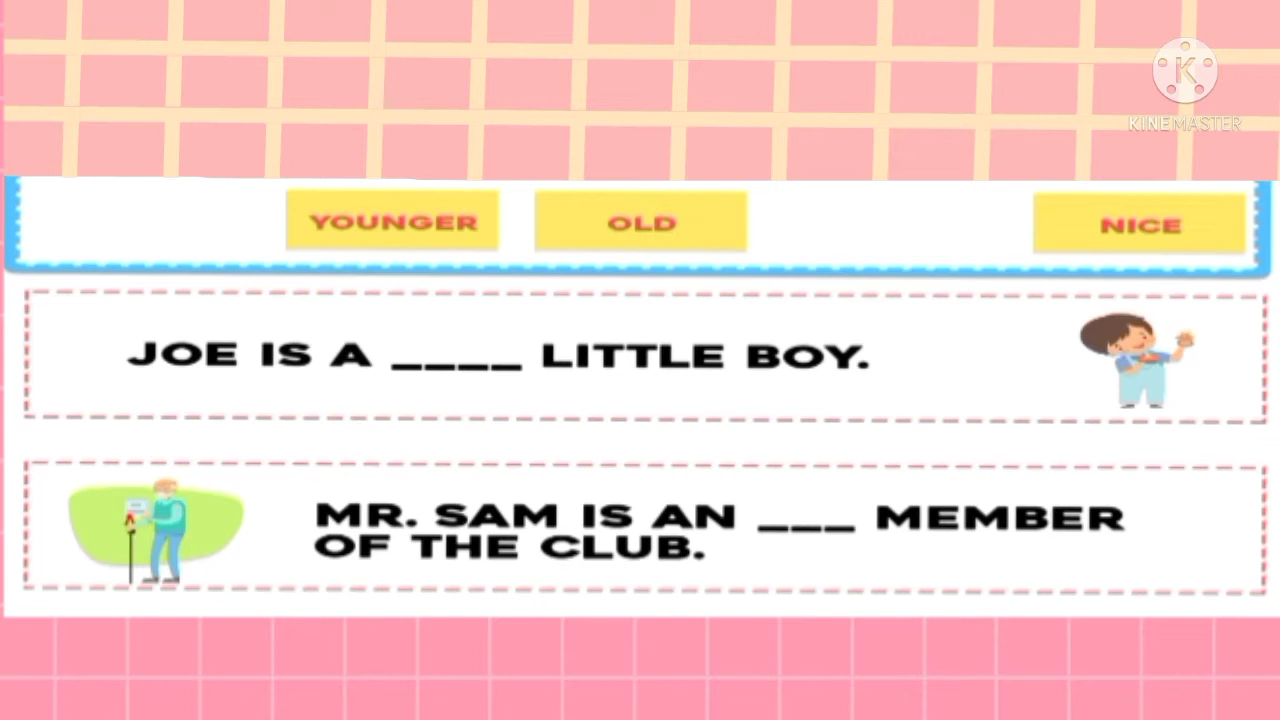 KINEMASTER
YOUNGER OLD NICE
JOE IS A ____ LITTLE BOY.
MR. SAM IS AN ___ MEMBER
OF THE CLUB.